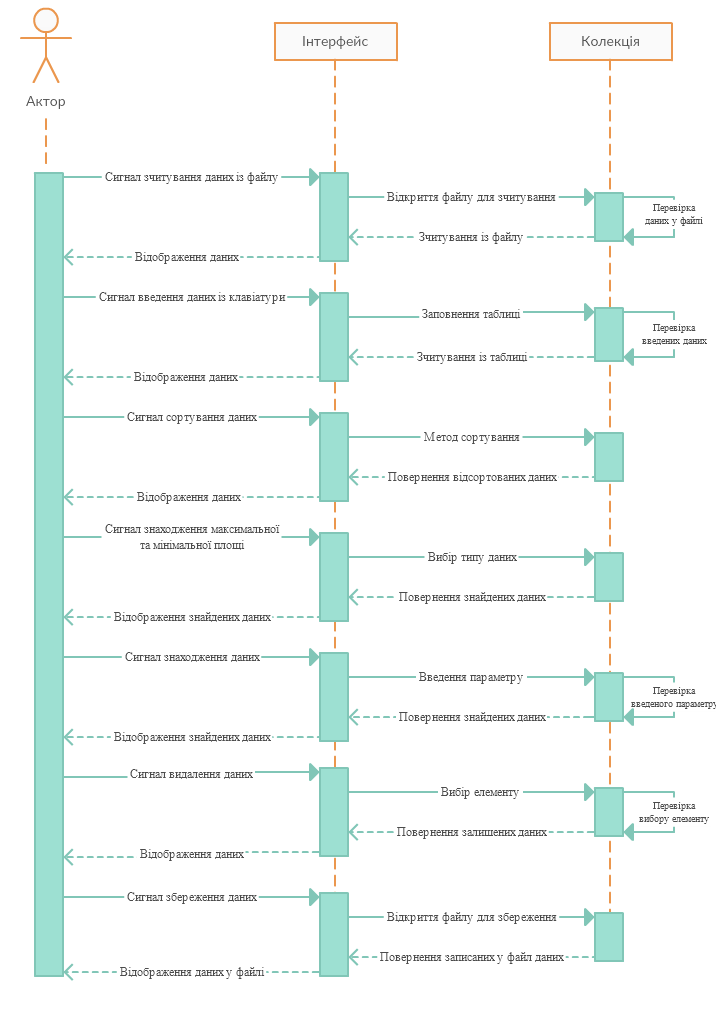 Інтерфейс
Колекція
Актор
Сигнал зчитування даних із файлу
Відкриття файлу для зчитування
Перевірка
даних у файлі
Зчитування із файлу
Відображення даних
Сигнал введення даних із клавіатури
Заповнення таблиці
Перевірка
введених даних
Зчитування із таблиці
Відображення даних
Сигнал сортування даних
Метод сортування
Повернення відсортованих даних
Відображення даних
Сигнал знаходження максимальної
та мінімальної площі
Вибір типу даних
Повернення знайдених даних
Відображення знайдених даних
Сигнал знаходження даних
Введення параметру
Перевірка
введеного параметру
Повернення знайдених даних
Відображення знайдених даних
Сигнал видалення даних
Вибір елементу
Перевірка
вибору елементу
Повернення залишених даних
Відображення даних
Сигнал збереження даних
Відкриття файлу для збереження
Повернення записаних у файл даних
Відображення даних у файлі